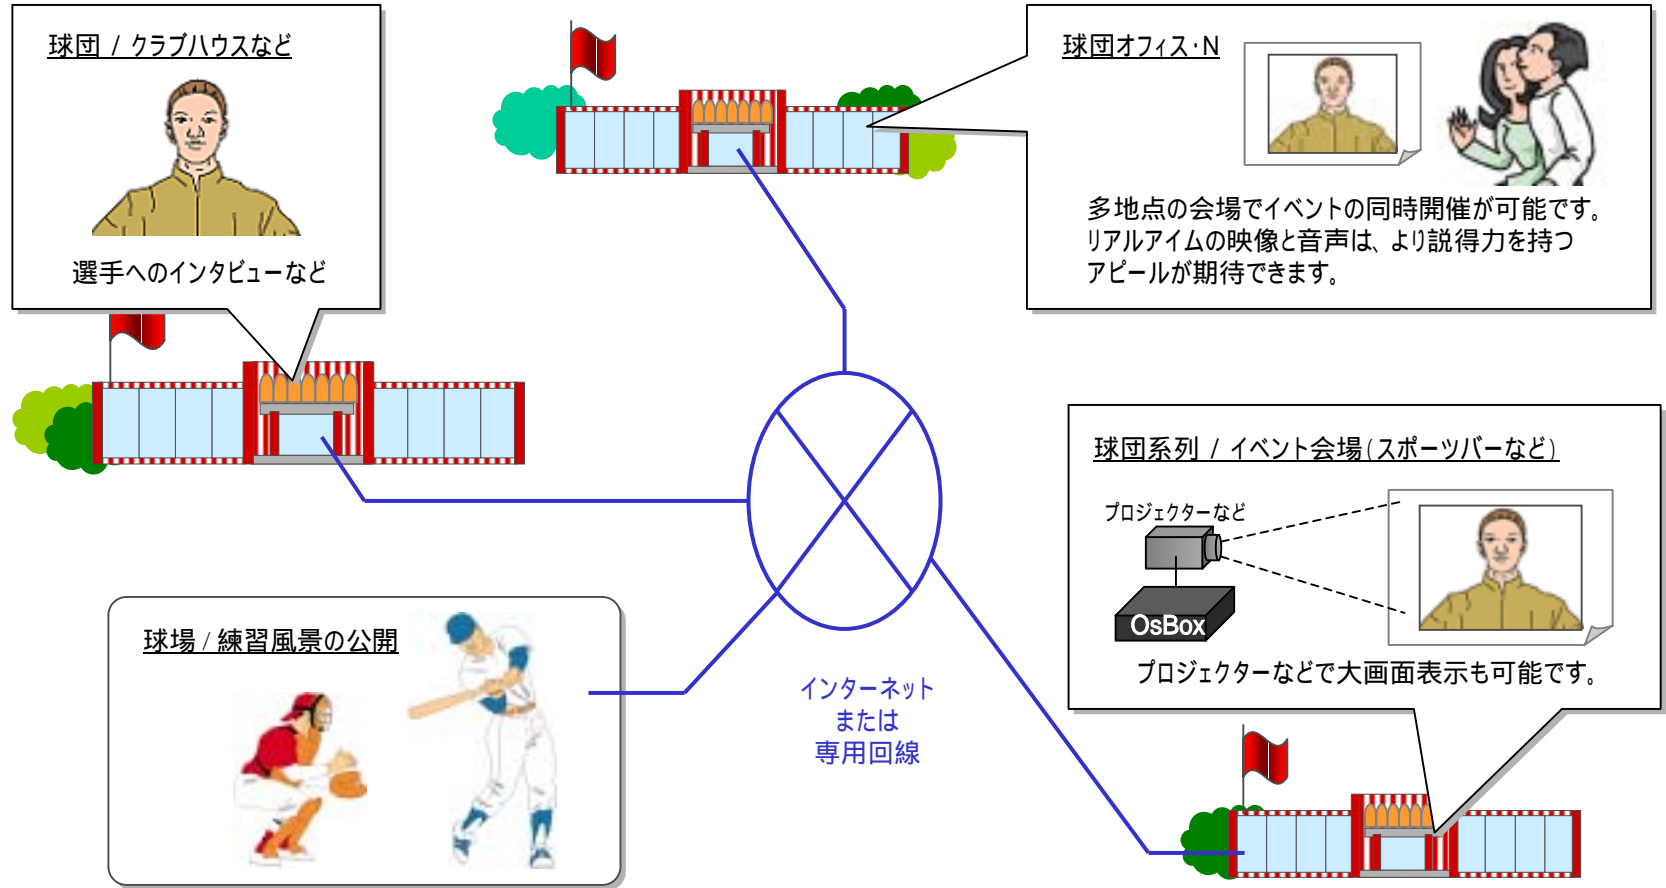 球団 / クラブハウスなど
選手へのインタビューなど
球団オフィス・N
多地点の会場でイベントの同時開催が可能です。
リアルアイムの映像と音声は、より説得力を持つ
アピールが期待できます。
球団系列 / イベント会場(スポーツバーなど)
プロジェクターなど
OsBox
プロジェクターなどで大画面表示も可能です。
球場 / 練習風景の公開
インターネット
または
専用回線